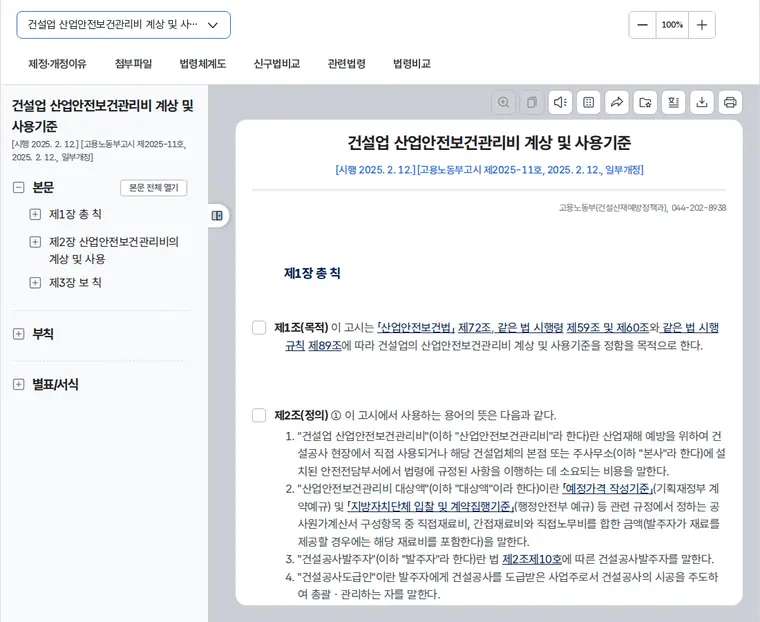 건설업 산업안전보건관리비 계상 및 사···
100%
제정·개정이유 첨부파일 법령체계도 신구법비교 관련법령 법령비교
건설업 산업안전보건관리비 계상 및
사용기준
[시행 2025. 2. 12.] [고용노동부고시 제2025-11호,
2025. 2. 12., 일부개정]
본문
본문 전체 열기
제1장 총 칙
제2장 산업안전보건관리비의
계상 및 사용
제3장 보 칙
부칙
별표/서식
건설업 산업안전보건관리비 계상 및 사용기준
[시행 2025. 2. 12.] [고용노동부고시 제2025-11호, 2025. 2. 12., 일부개정]
고용노동부(건설산재예방정책과), 044-202-8938
제1장 총 칙
제1조(목적) 이 고시는 「산업안전보건법」 제72조, 같은 법 시행령 제59조 및 제60조와 같은 법 시행
규칙 제89조에 따라 건설업의 산업안전보건관리비 계상 및 사용기준을 정함을 목적으로 한다.
제2조(정의) ① 이 고시에서 사용하는 용어의 뜻은 다음과 같다.
1. "건설업 산업안전보건관리비"(이하 "산업안전보건관리비"라 한다)란 산업재해 예방을 위하여 건
설공사 현장에서 직접 사용되거나 해당 건설업체의 본점 또는 주사무소(이하 "본사"라 한다)에 설
치된 안전전담부서에서 법령에 규정된 사항을 이행하는 데 소요되는 비용을 말한다.
2. "산업안전보건관리비 대상액"(이하 "대상액"이라 한다)이란 「예정가격 작성기준」(기획재정부 계
약예규) 및 「지방자치단체 입찰 및 계약집행기준」(행정안전부 예규) 등 관련 규정에서 정하는 공
사원가계산서 구성항목 중 직접재료비, 간접재료비와 직접노무비를 합한 금액(발주자가 재료를
제공할 경우에는 해당 재료비를 포함한다)을 말한다.
3. "건설공사발주자"(이하 "발주자"라 한다)란 법 제2조제10호에 따른 건설공사발주자를 말한다.
4. "건설공사도급인"이란 발주자에게 건설공사를 도급받은 사업주로서 건설공사의 시공을 주도하
여 총괄ㆍ관리하는 자를 말한다.